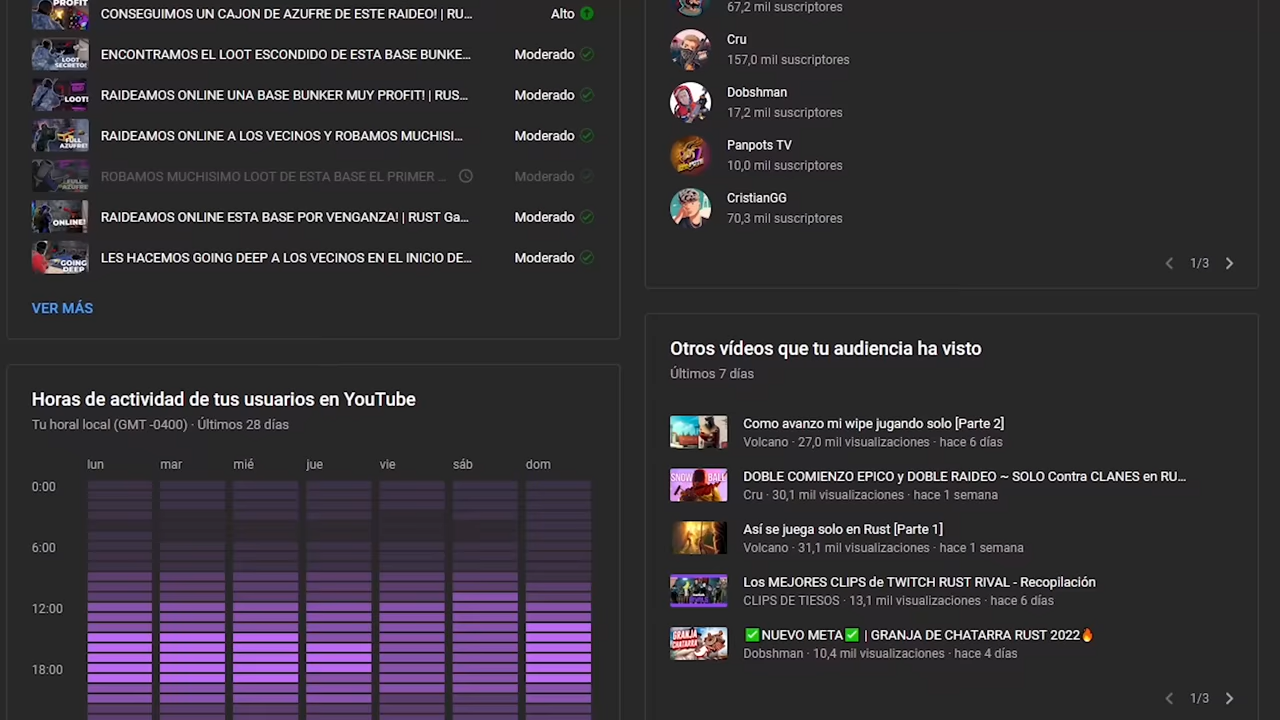 CONSEGUIMOS UN CAJON DE AZUFRE DE ESTE RAIDEO! | RU... Alto
ENCONTRAMOS EL LOOT ESCONDIDO DE ESTA BASE BUNKE... Moderado
RAIDEAMOS ONLINE UNA BASE BUNKER MUY PROFIT! | RUS... Moderado
RAIDEAMOS ONLINE A LOS VECINOS Y ROBAMOS MUCHISI... Moderado
ROBAMOS MUCHISIMO LOOT DE ESTA BASE EL PRIMER ... Moderado
RAIDEAMOS ONLINE ESTA BASE POR VENGANZA! | RUST Ga... Moderado
LES HACEMOS GOING DEEP A LOS VECINOS EN EL INICIO DE... Moderado
VER MÁS
Horas de actividad de tus usuarios en YouTube
Tu horal local (GMT -0400) · Últimos 28 días
lun mar mié jue vie sáb dom
0:00
6:00
12:00
18:00
67,2 mil suscriptores
Cru
157,0 mil suscriptores
Dobshman
17,2 mil suscriptores
Panpots TV
10,0 mil suscriptores
CristianGG
70,3 mil suscriptores
1/3
Otros vídeos que tu audiencia ha visto
Últimos 7 días
Como avanzo mi wipe jugando solo [Parte 2]
Volcano · 27,0 mil visualizaciones · hace 6 días
DOBLE COMIENZO EPICO y DOBLE RAIDEO ~ SOLO Contra CLANES en RU...
Cru · 30,1 mil visualizaciones · hace 1 semana
Así se juega solo en Rust [Parte 1]
Volcano · 31,1 mil visualizaciones · hace 1 semana
Los MEJORES CLIPS de TWITCH RUST RIVAL - Recopilación
CLIPS DE TIESOS · 13,1 mil visualizaciones · hace 6 días
✅NUEVO META✅ | GRANJA DE CHATARRA RUST 2022🔥
Dobshman · 10,4 mil visualizaciones · hace 4 días
1/3